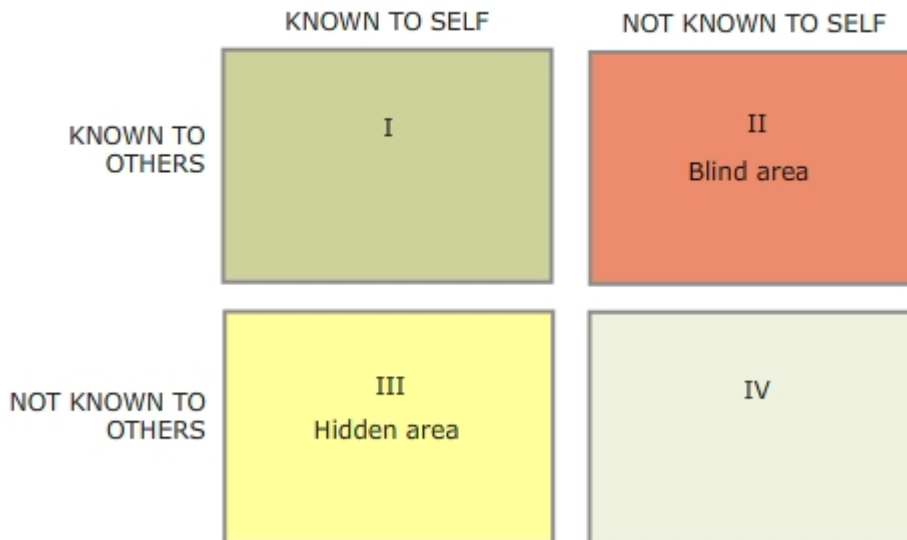 KNOWN TO SELF
NOT KNOWN TO SELF
KNOWN TO
OTHERS
I
II
Blind area
NOT KNOWN TO
OTHERS
III
Hidden area
IV